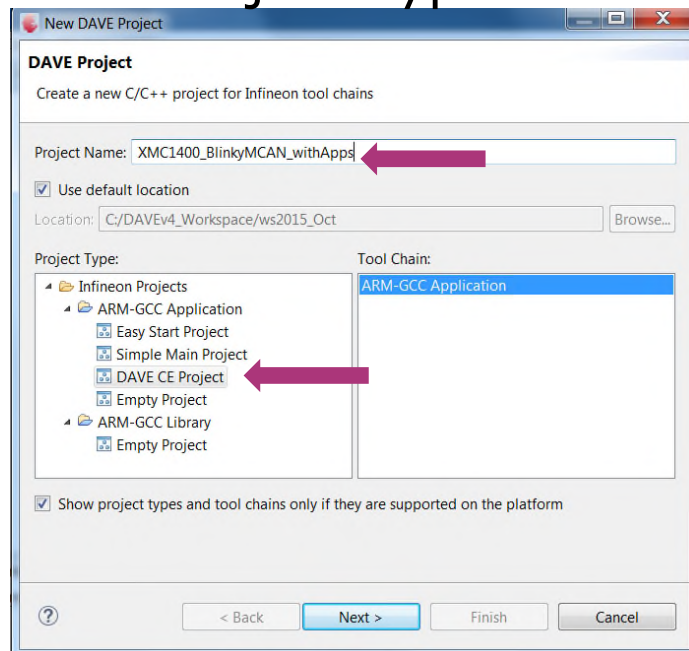 New DAVE Project
DAVE Project
Create a new C/C++ project for Infineon tool chains
Project Name: XMC1400_BlinkyMCAN_withApps
Use default location
Location: C:/DAVEv4_Workspace/ws2015_Oct Browse...
Project Type: Tool Chain:
Infineon Projects ARM-GCC Application
ARM-GCC Application
Easy Start Project
Simple Main Project
DAVE CE Project
Empty Project
ARM-GCC Library
Empty Project
Show project types and tool chains only if they are supported on the platform
? < Back Next > Finish Cancel